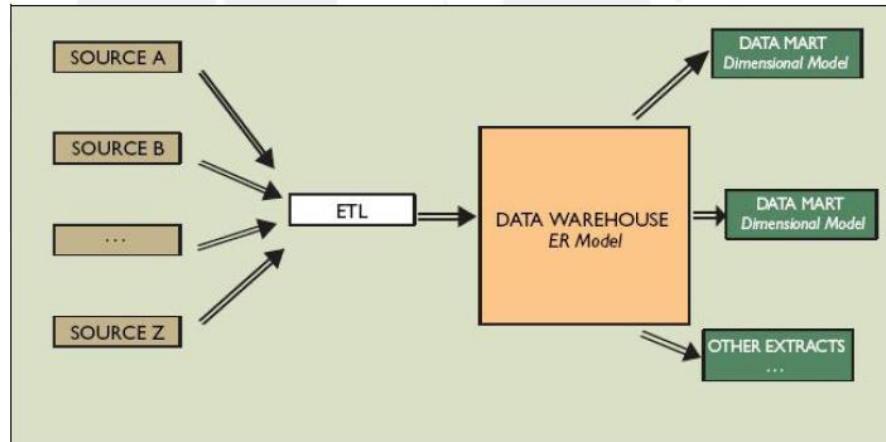 SOURCE A
SOURCE B
...
SOURCE Z
ETL
DATA WAREHOUSE
ER Model
DATA MART
Dimensional Model
DATA MART
Dimensional Model
OTHER EXTRACTS
...